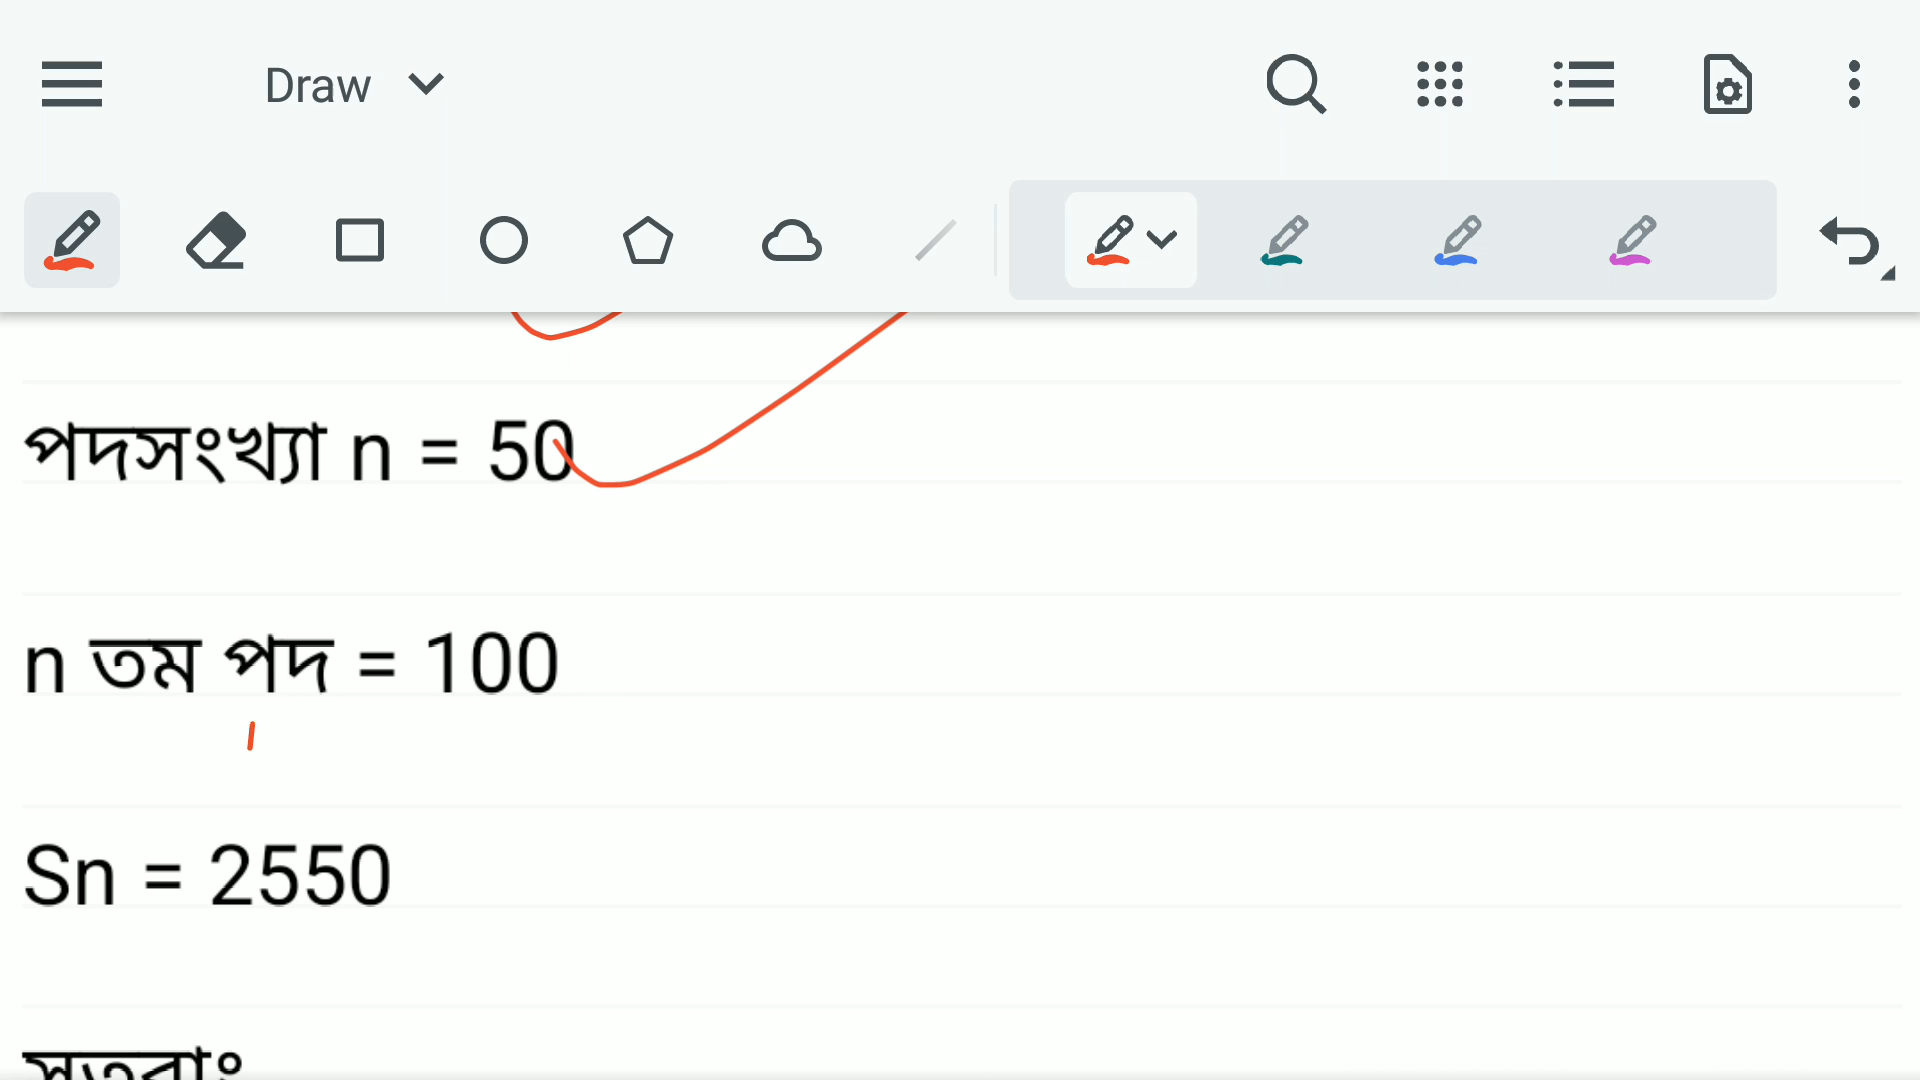 Draw
পদসংখ্যা n = 50
n তম পদ = 100
Sn = 2550
সুতরাং